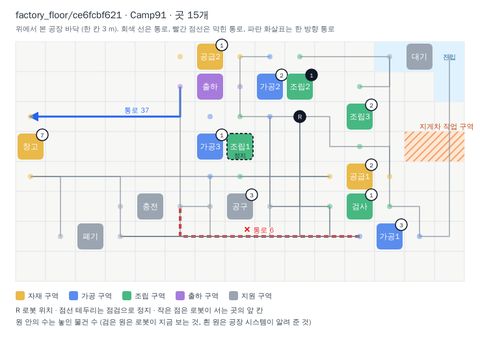 factory_floor/ce6fcbf621 / Camp91 · 곳 15개
위에서 본 공장 바닥 (한 칸 3 m). 회색 선은 통로, 빨간 점선은 막힌 통로, 파란 화살표는 한 방향 통로
공급2 1
대기
진입
출하
가공2 2
조립2 1
통로 37
조립3 2
R
지게차 작업 구역
창고 7
가공3 1
조립1
공급1 2
충전
공구 3
검사 1
폐기
✕ 통로 6
가공1 3
자재 구역
가공 구역
조립 구역
출하 구역
지원 구역
R 로봇 위치 · 점선 테두리는 점검으로 정지 · 작은 점은 로봇이 서는 곳의 앞 칸
원 안의 수는 놓인 물건 수 (검은 원은 로봇이 지금 보는 것, 흰 원은 공장 시스템이 알려 준 것)